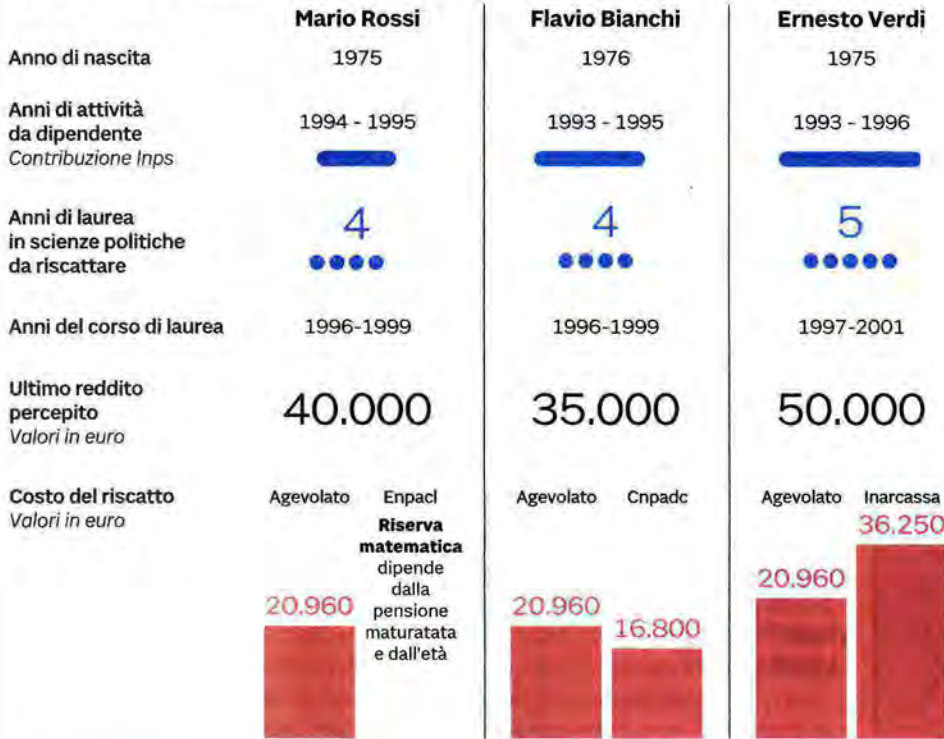 Mario Rossi Flavio Bianchi Ernesto Verdi
Anno di nascita 1975 1976 1975
Anni di attività
da dipendente
Contribuzione Inps
1994 - 1995 1993 - 1995 1993 - 1996
Anni di laurea
in scienze politiche
da riscattare
4 4 5
Anni del corso di laurea 1996-1999 1996-1999 1997-2001
Ultimo reddito
percepito
Valori in euro
40.000 35.000 50.000
Costo del riscatto
Valori in euro
Agevolato Enpacl
Riserva
matematica
dipende
dalla
pensione
maturatata
e dall'età
20.960
Agevolato Cnpadc
20.960
16.800
Agevolato Inarcassa
36.250
20.960